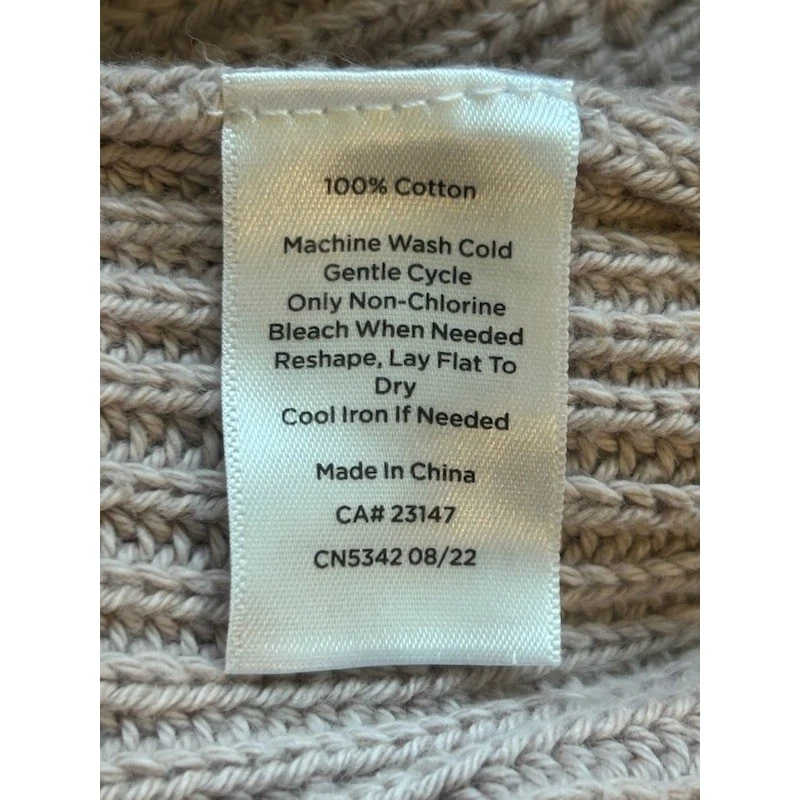 100% Cotton
Machine Wash Cold
Gentle Cycle
Only Non-Chlorine
Bleach When Needed
Reshape, Lay Flat To
Dry
Cool Iron If Needed
Made In China
CA# 23147
CN5342 08/22